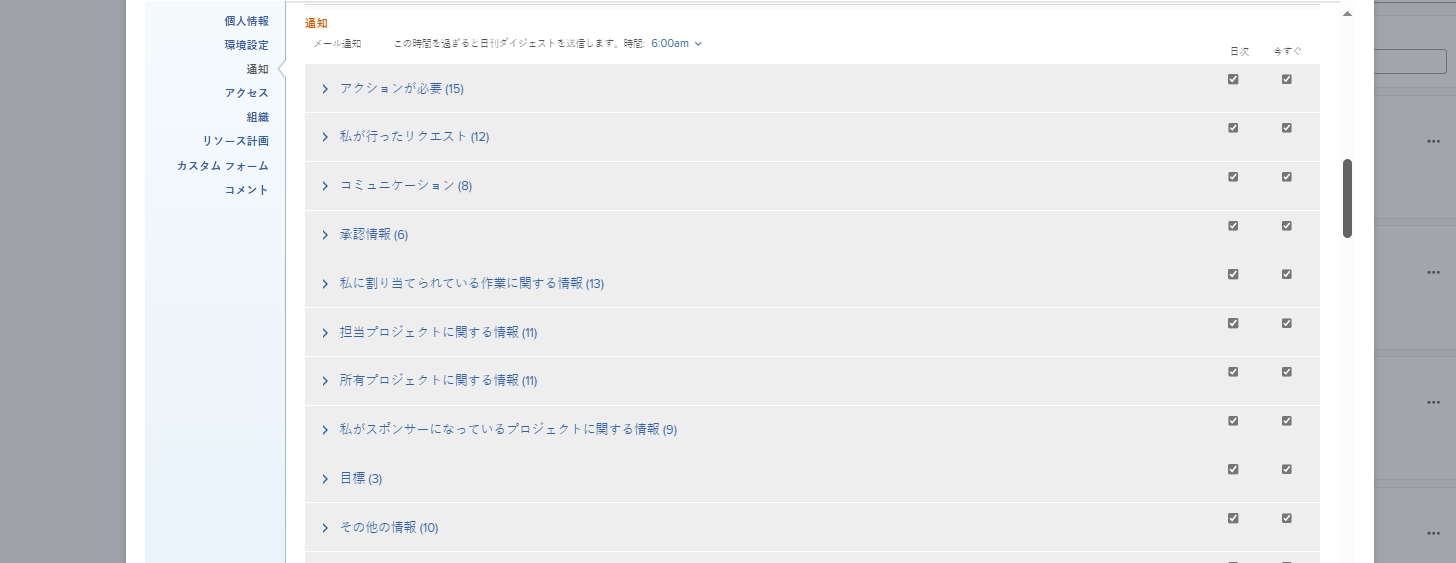 個人情報
環境設定
通知
アクセス
組織
リソース計画
カスタム フォーム
コメント
通知
メール通知 この時間を過ぎると日刊ダイジェストを送信します。時間: 6:00am
日次 今すぐ
アクションが必要 (15)
私が行ったリクエスト (12)
コミュニケーション (8)
承認情報 (6)
私に割り当てられている作業に関する情報 (13)
担当プロジェクトに関する情報 (11)
所有プロジェクトに関する情報 (11)
私がスポンサーになっているプロジェクトに関する情報 (9)
目標 (3)
その他の情報 (10)